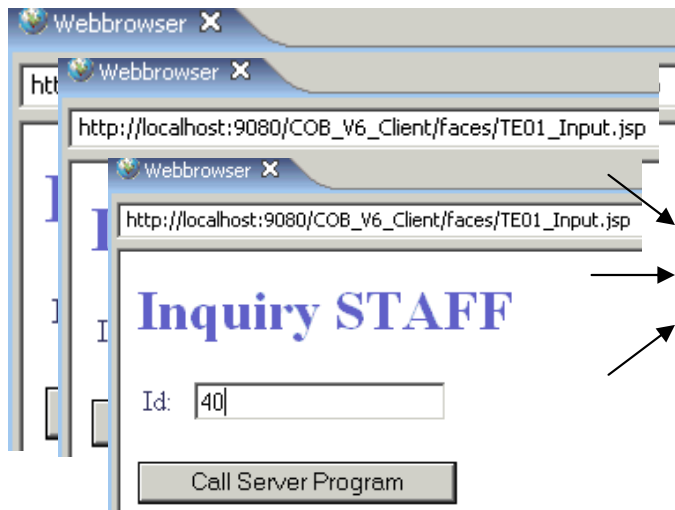 Webbrowser
htt
Webbrowser
http://localhost:9080/COB_V6_Client/faces/TE01_Input.jsp
Webbrowser
http://localhost:9080/COB_V6_Client/faces/TE01_Input.jsp
Inquiry STAFF
Id: 40
Call Server Program